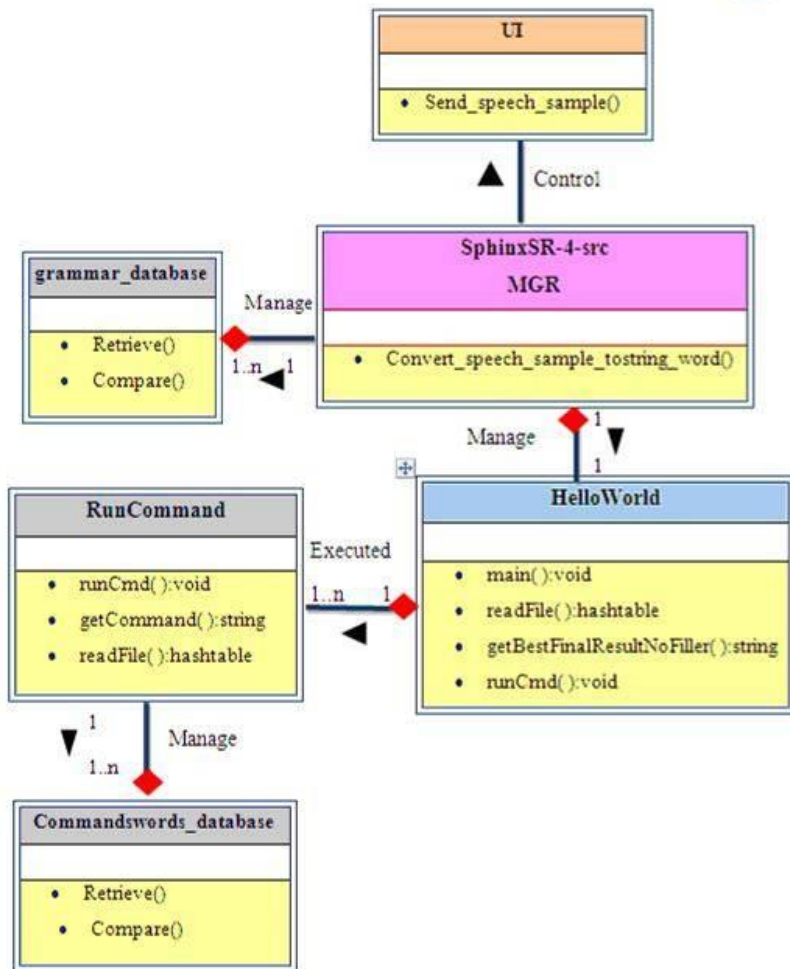 UI
• Send_speech_sample()
Control
SphinxSR-4-src
MGR
• Convert_speech_sample_tostring_word()
grammar_database
• Retrieve()
• Compare()
Manage
1..n
1
Manage
1
1
HelloWorld
• main():void
• readFile():hashtable
• getBestFinalResultNoFiller():string
• runCmd():void
RunCommand
• runCmd( ):void
• getCommand( ):string
• readFile( ):hashtable
Executed
1..n
1
1
Manage
1..n
Commandswords_database
• Retrieve()
• Compare()